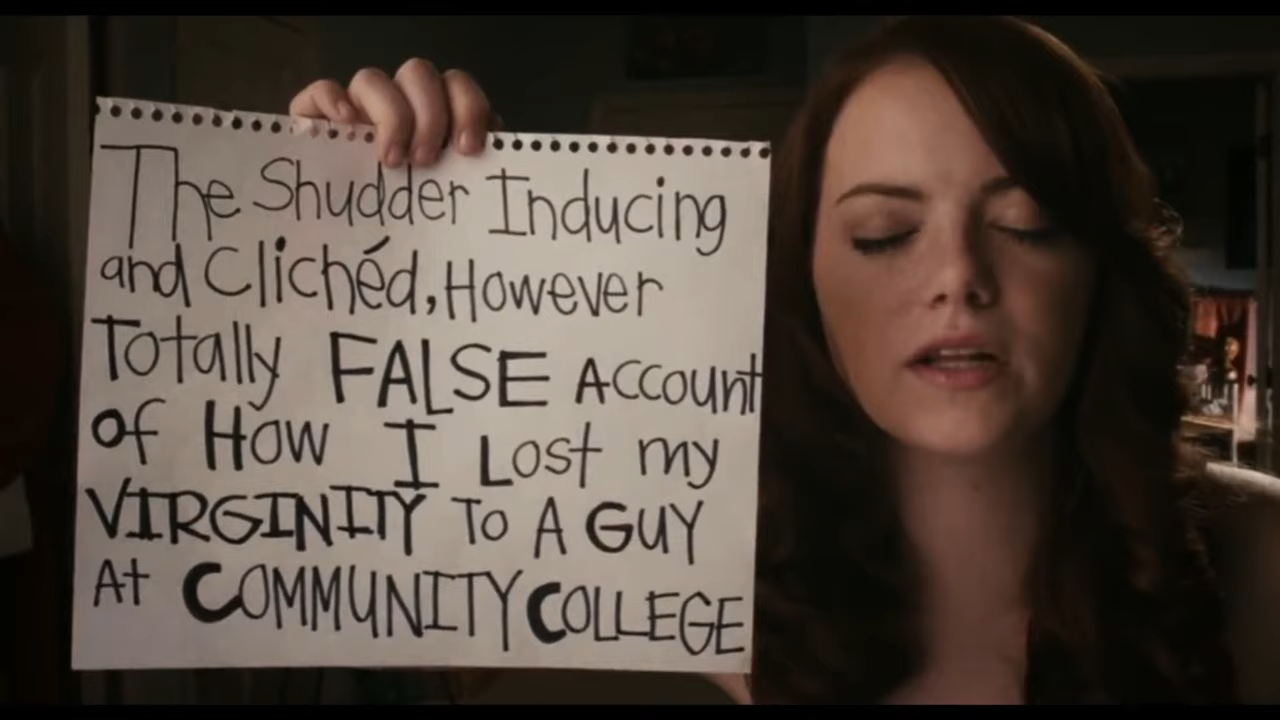 The Shudder Inducing
and Clichéd, However
Totally FALSE Account
of How I Lost my
VIRGINITY To A GUY
At COMMUNITY COLLEGE